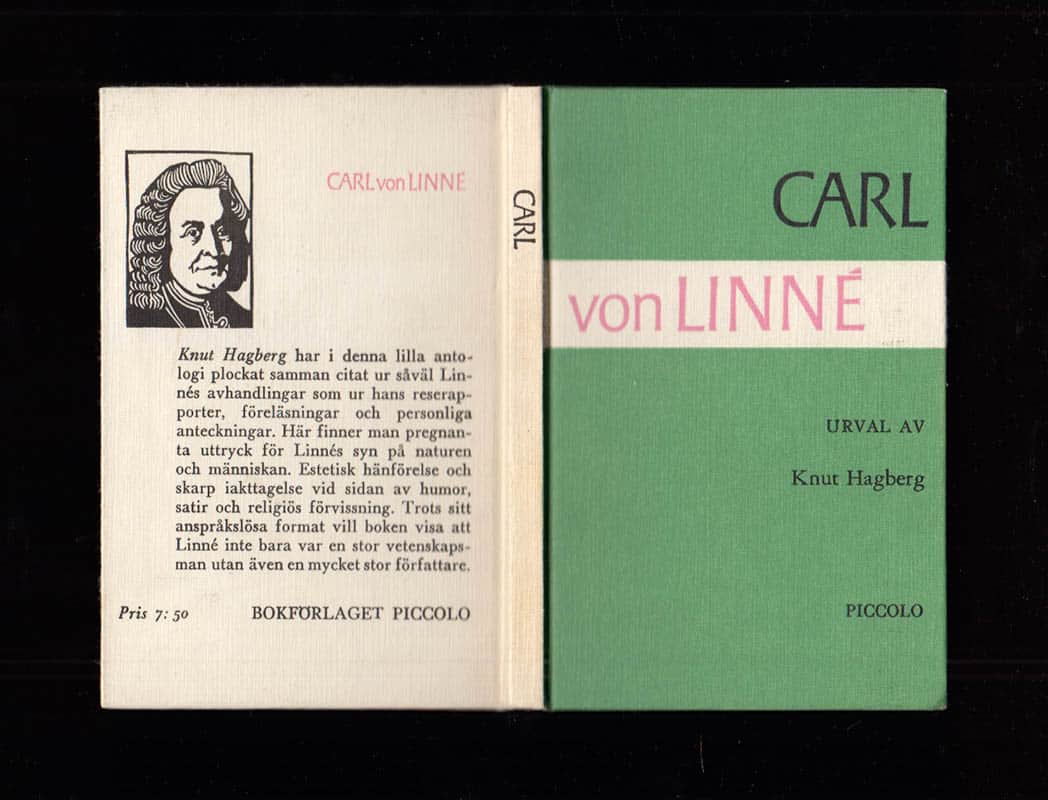 CARL von LINNÉ
Knut Hagberg har i denna lilla anto-
logi plockat samman citat ur såväl Lin-
nés avhandlingar som ur hans reserap-
porter, föreläsningar och personliga
anteckningar. Här finner man pregnan-
ta uttryck för Linnés syn på naturen
och människan. Estetisk hänförelse och
skarp iakttagelse vid sidan av humor,
satir och religiös förvissning. Trots sitt
anspråkslösa format vill boken visa att
Linné inte bara var en stor vetenskaps-
man utan även en mycket stor författare.
Pris 7: 50 BOKFÖRLAGET PICCOLO
CARL
CARL
von LINNÉ
URVAL AV
Knut Hagberg
PICCOLO